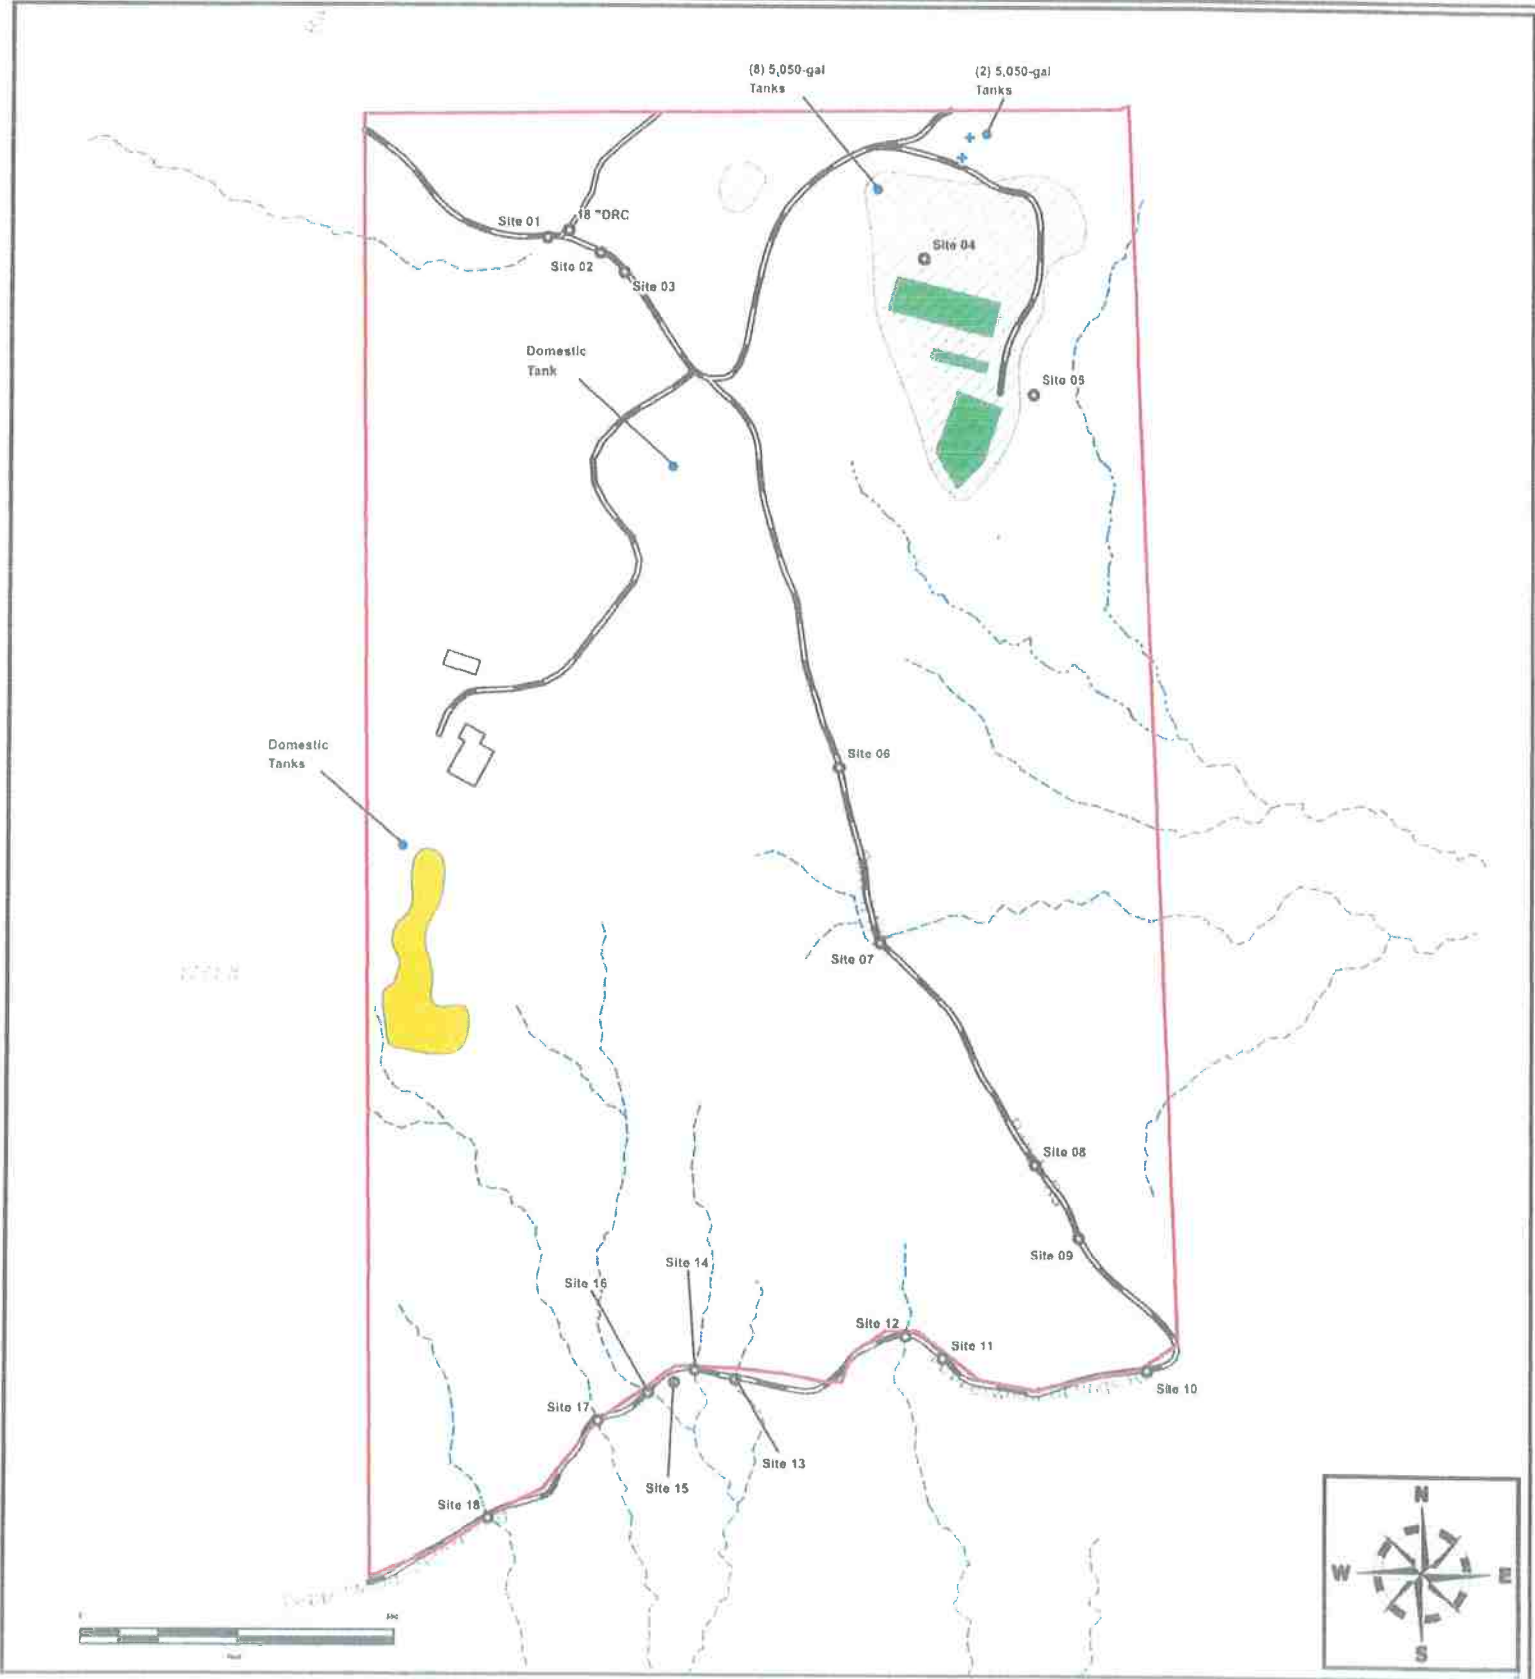 (8) 5,050-gal
Tanks
(2) 5,050-gal
Tanks
Site 01
18 "DRC
Site 02
Site 03
Site 04
Domestic
Tank
Site 05
Site 06
Domestic
Tanks
Site 07
Site 08
Site 09
Site 14
Site 16
Site 12
Site 11
Site 10
Site 17
Site 13
Site 15
Site 18
N
W
E
S